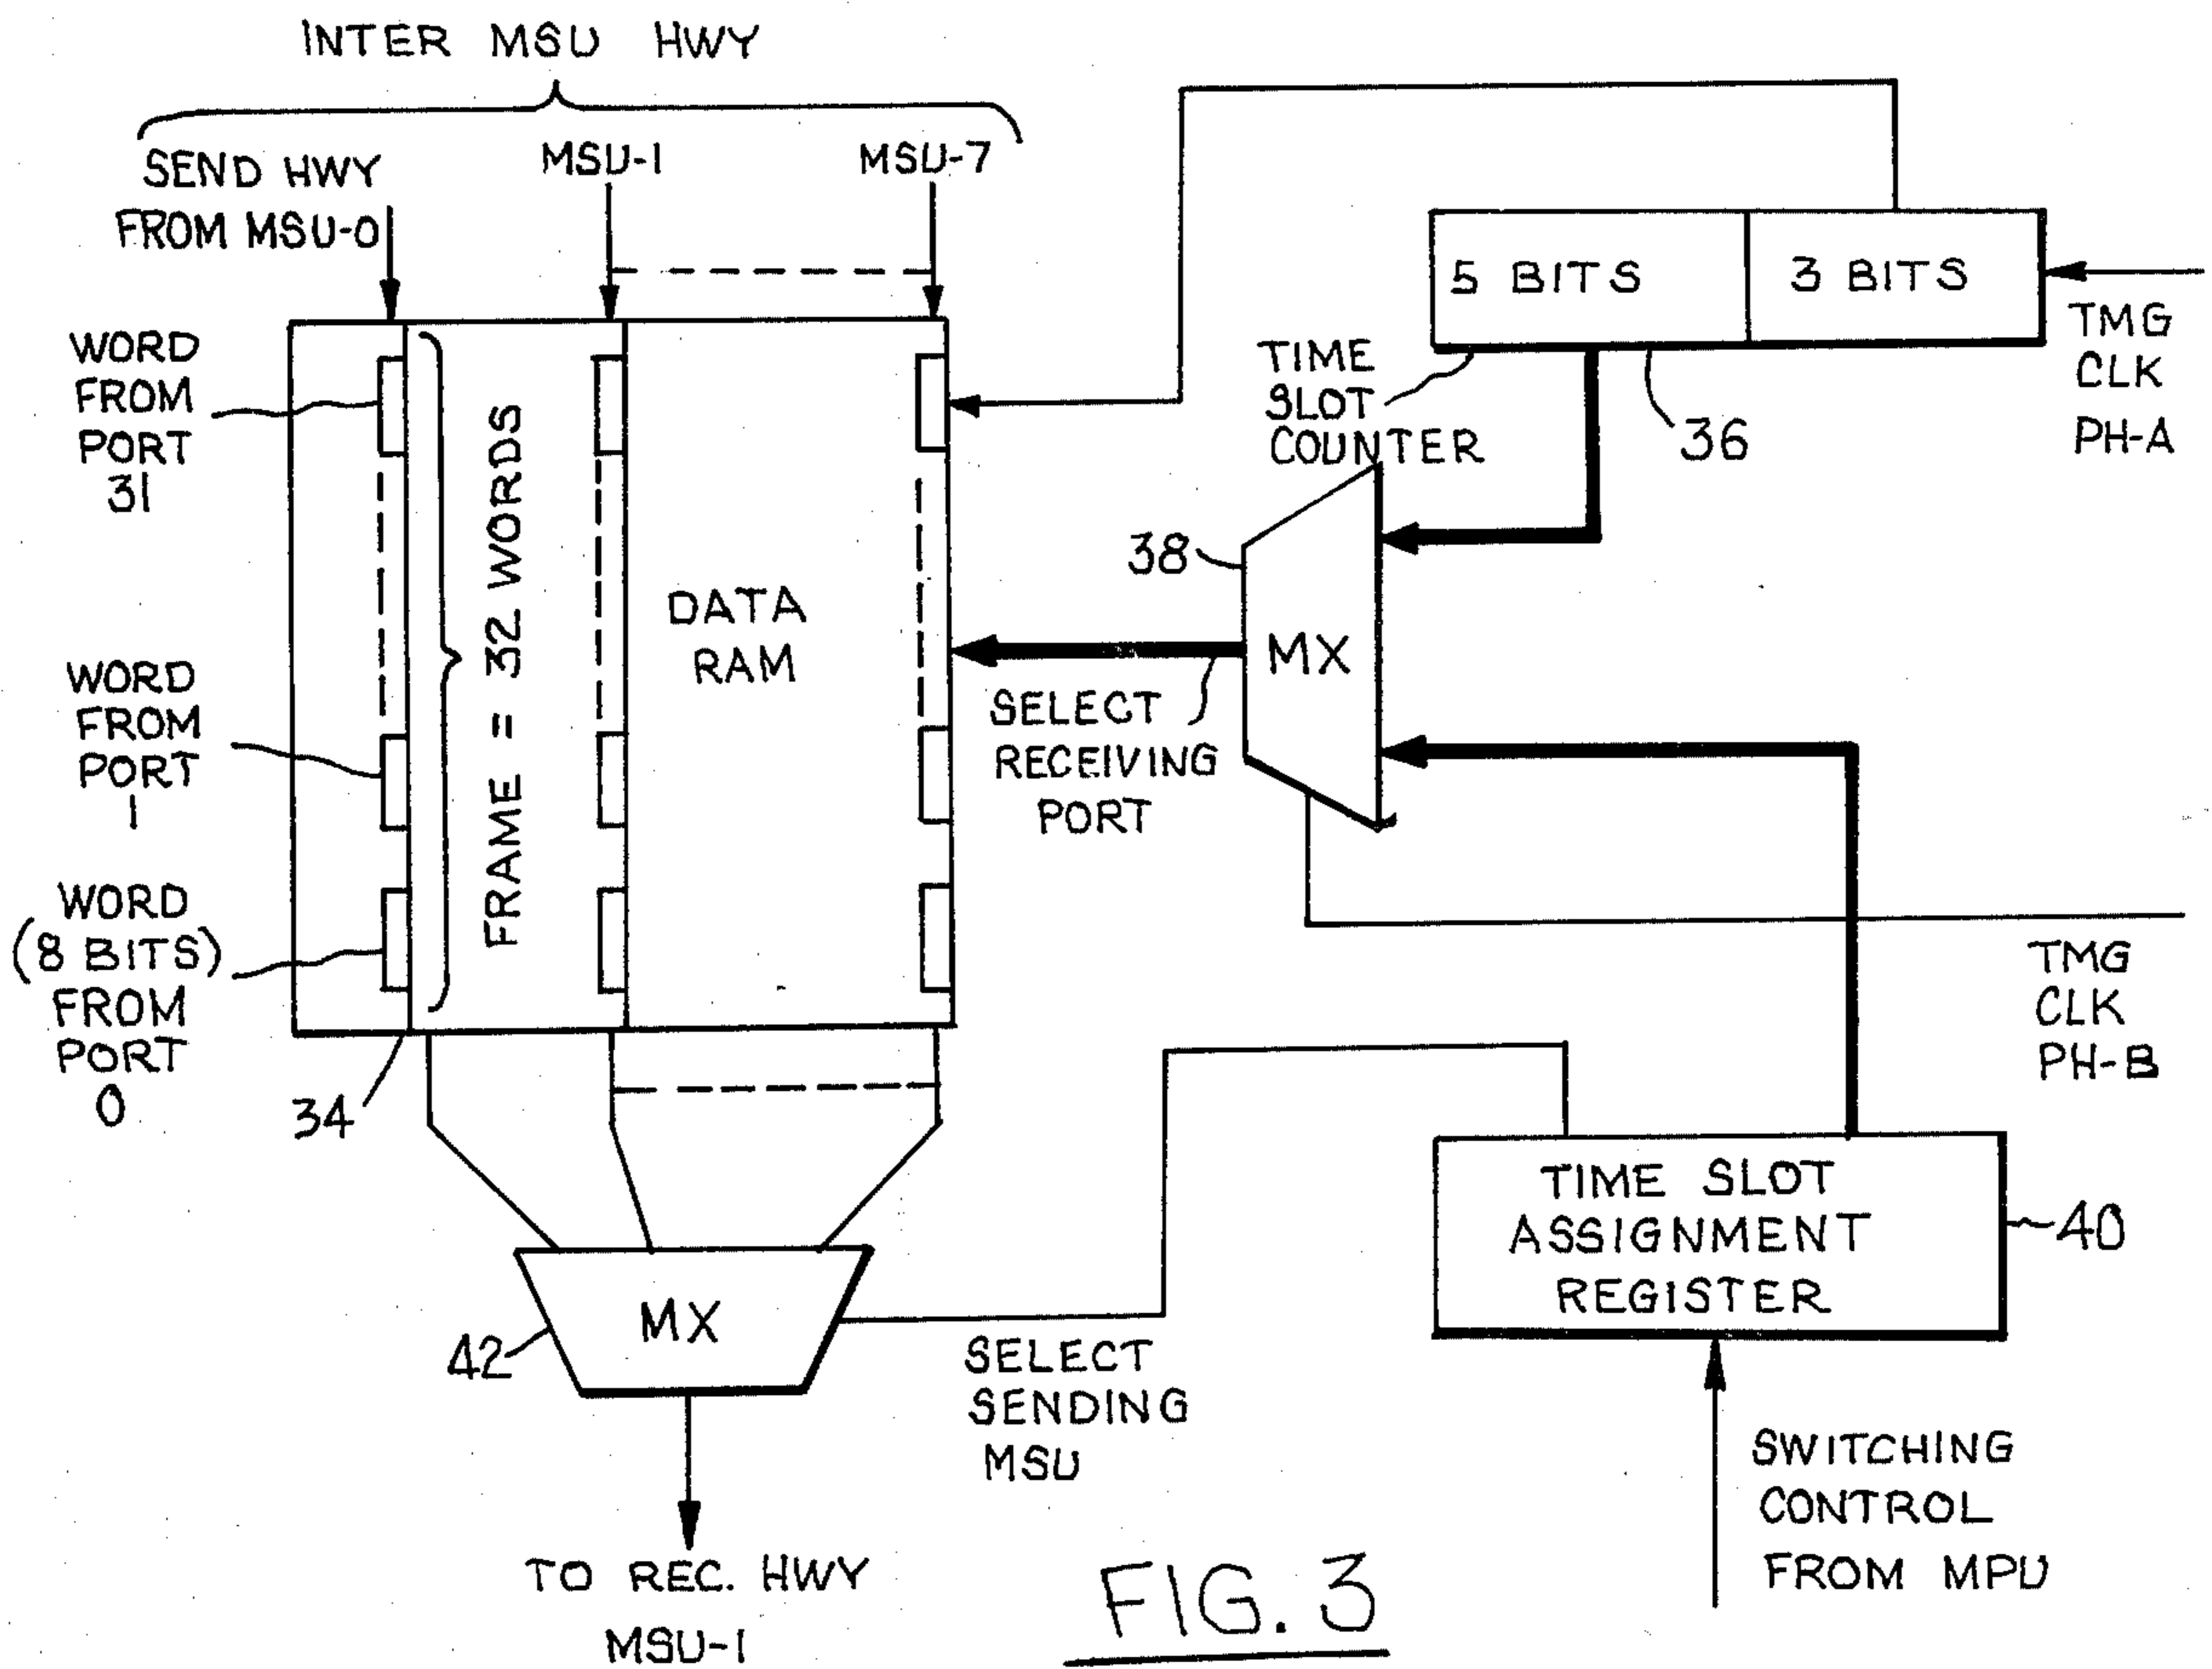 INTER MSU HWY
SEND HWY
FROM MSU-0
MSU-1
MSU-7
5 BITS
3 BITS
TMG
CLK
PH-A
TIME
SLOT
COUNTER
36
WORD
FROM
PORT
31
FRAME = 32 WORDS
DATA
RAM
38
MX
SELECT
RECEIVING
PORT
WORD
FROM
PORT
1
WORD
(8 BITS)
FROM
PORT
0
34
TMG
CLK
PH-B
TIME SLOT
ASSIGNMENT
REGISTER
40
MX
42
SELECT
SENDING
MSU
SWITCHING
CONTROL
FROM MPU
TO REC. HWY
MSU-1
FIG. 3